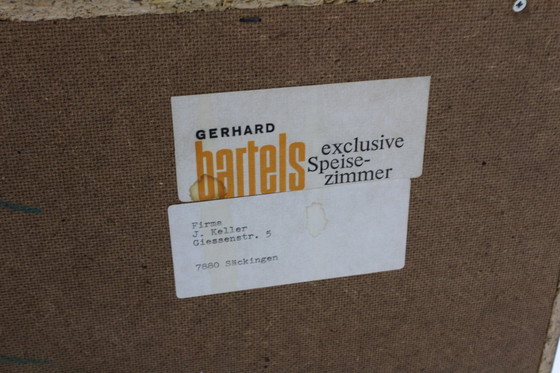 GERHARD
bartels
exclusive
Speise-
zimmer
Firma
J. Keller
Giessenstr. 5
7880 Säckingen